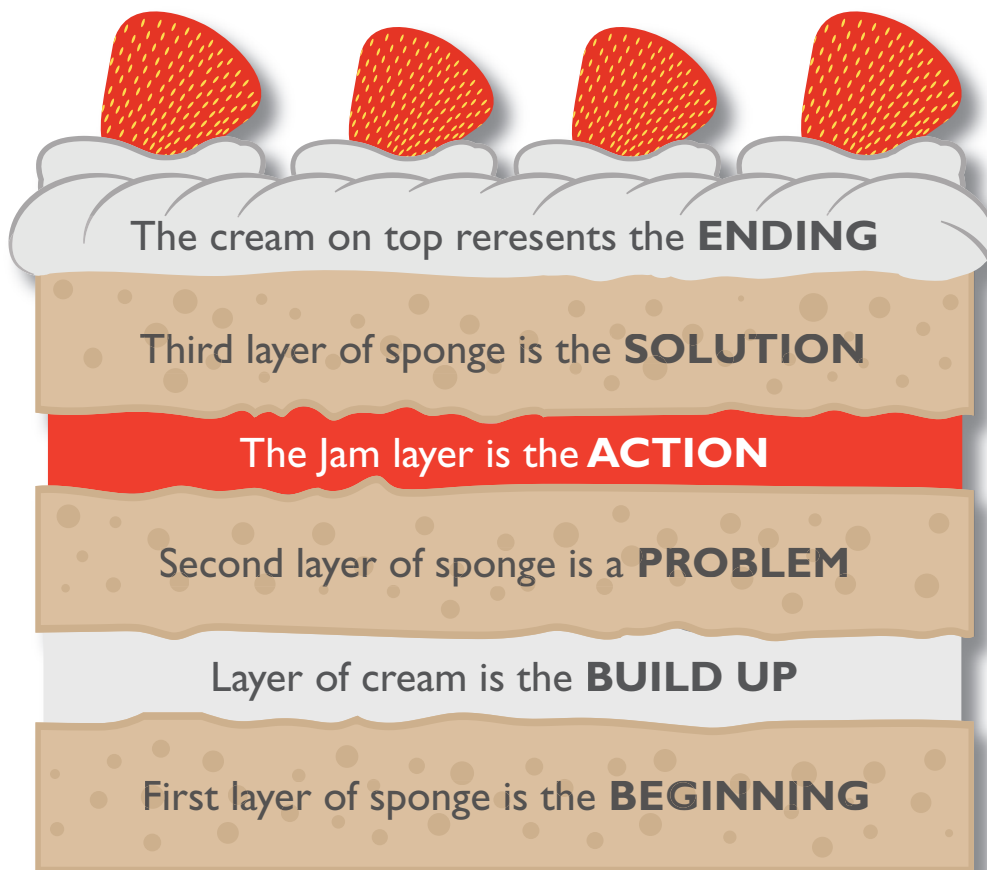 The cream on top reresents the ENDING
Third layer of sponge is the SOLUTION
The Jam layer is the ACTION
Second layer of sponge is a PROBLEM
Layer of cream is the BUILD UP
First layer of sponge is the BEGINNING